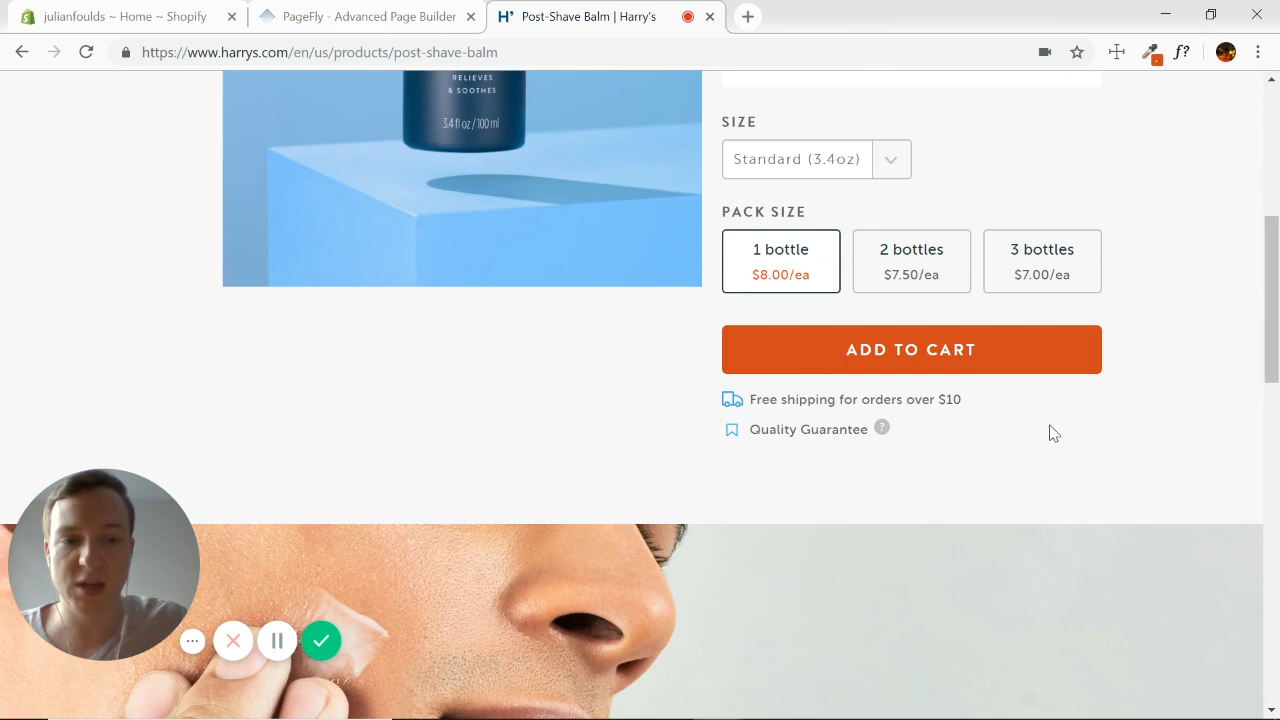 julianfoulds ~ Home ~ Shopify
PageFly - Advanced Page Builder
H' Post-Shave Balm | Harry's
https://www.harrys.com/en/us/products/post-shave-balm
f?
RELIEVES
& SOOTHES
3.4 fl oz / 100 ml
SIZE
Standard (3.4oz)
PACK SIZE
1 bottle
$8.00/ea
2 bottles
$7.50/ea
3 bottles
$7.00/ea
ADD TO CART
Free shipping for orders over $10
Quality Guarantee ?